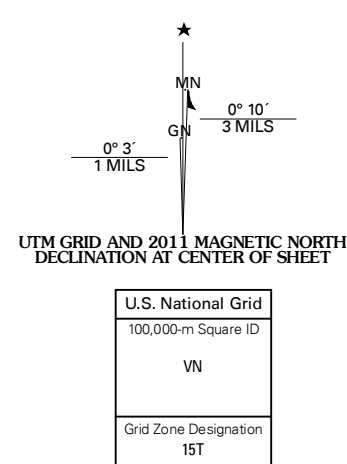 MN
0° 10´
3 MILS
GN
0° 3´
1 MILS
UTM GRID AND 2011 MAGNETIC NORTH
DECLINATION AT CENTER OF SHEET
U.S. National Grid
100,000-m Square ID
VN
Grid Zone Designation
15T